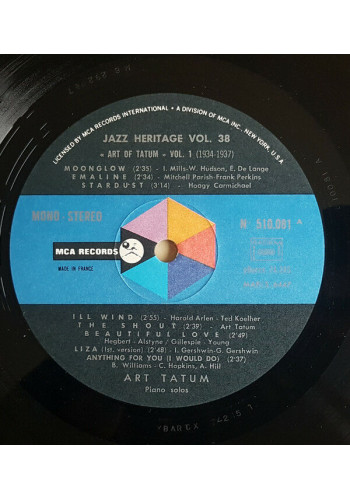 LICENSED BY MCA RECORDS INTERNATIONAL • A DIVISION OF MCA INC., NEW YORK, U.S.A.
JAZZ HERITAGE VOL. 38
• ART OF TATUM • VOL. 1 (1934-1937)
MOONGLOW (2:35) - I. Mills-W. Hudson, E. De Lange
EMALINE (2:34) - Mitchell Parish-Frank Perkins
STARDUST (3:14) - Hoagy Carmichael
MONO - STEREO
N° 510.081 A
MCA RECORDS
MADE IN FRANCE
ILL WIND (2:55) - Harold Arlen - Ted Koelher
THE SHOUT (2:39) - Art Tatum
BEAUTIFUL LOVE (2:49)
Hegbert - Alstyne / Gillespie - Young
LIZA (1st. version) (2:48) - I. Gershwin-G. Gershwin
ANYTHING FOR YOU (I WOULD DO) (2:37)
B. Williams - C. Hopkins, A. Hill
ART TATUM
Piano solos